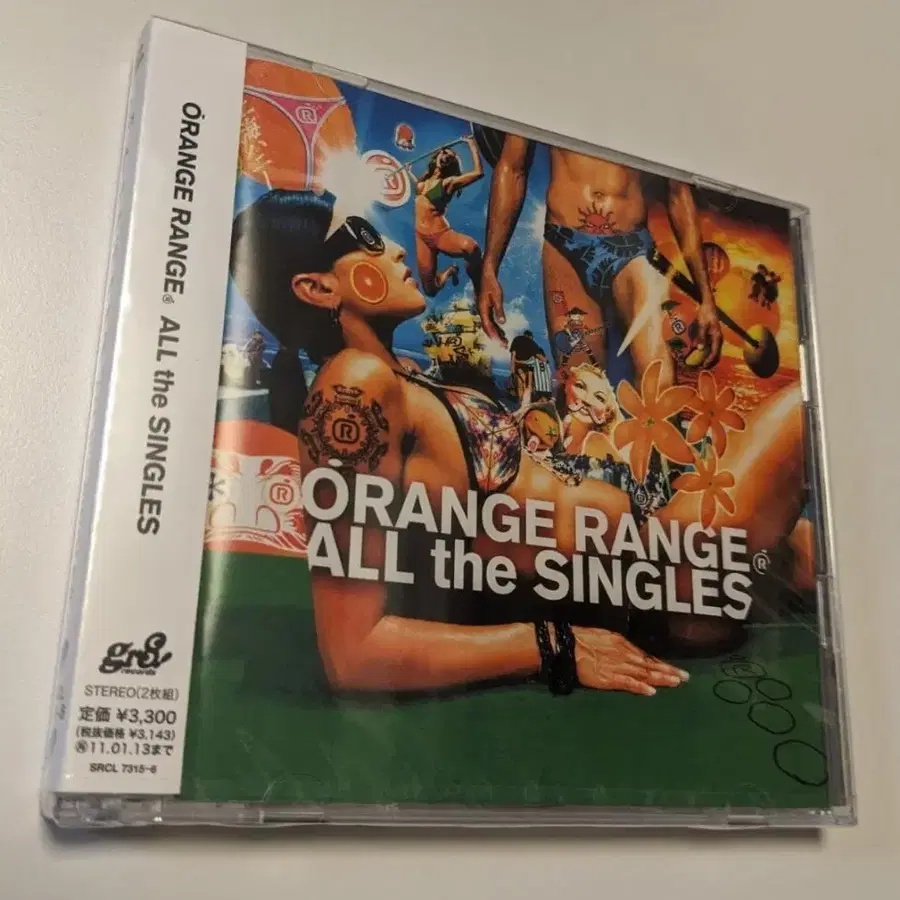 ORANGE RANGE® ALL the SINGLES
gr8!
records
STEREO(2枚組)
定価 ¥3,300
(税抜価格 ¥3,143)
Ⓡ11.01.13まで
SRCL 7315-6
ORANGE RANGE®
ALL the SINGLES